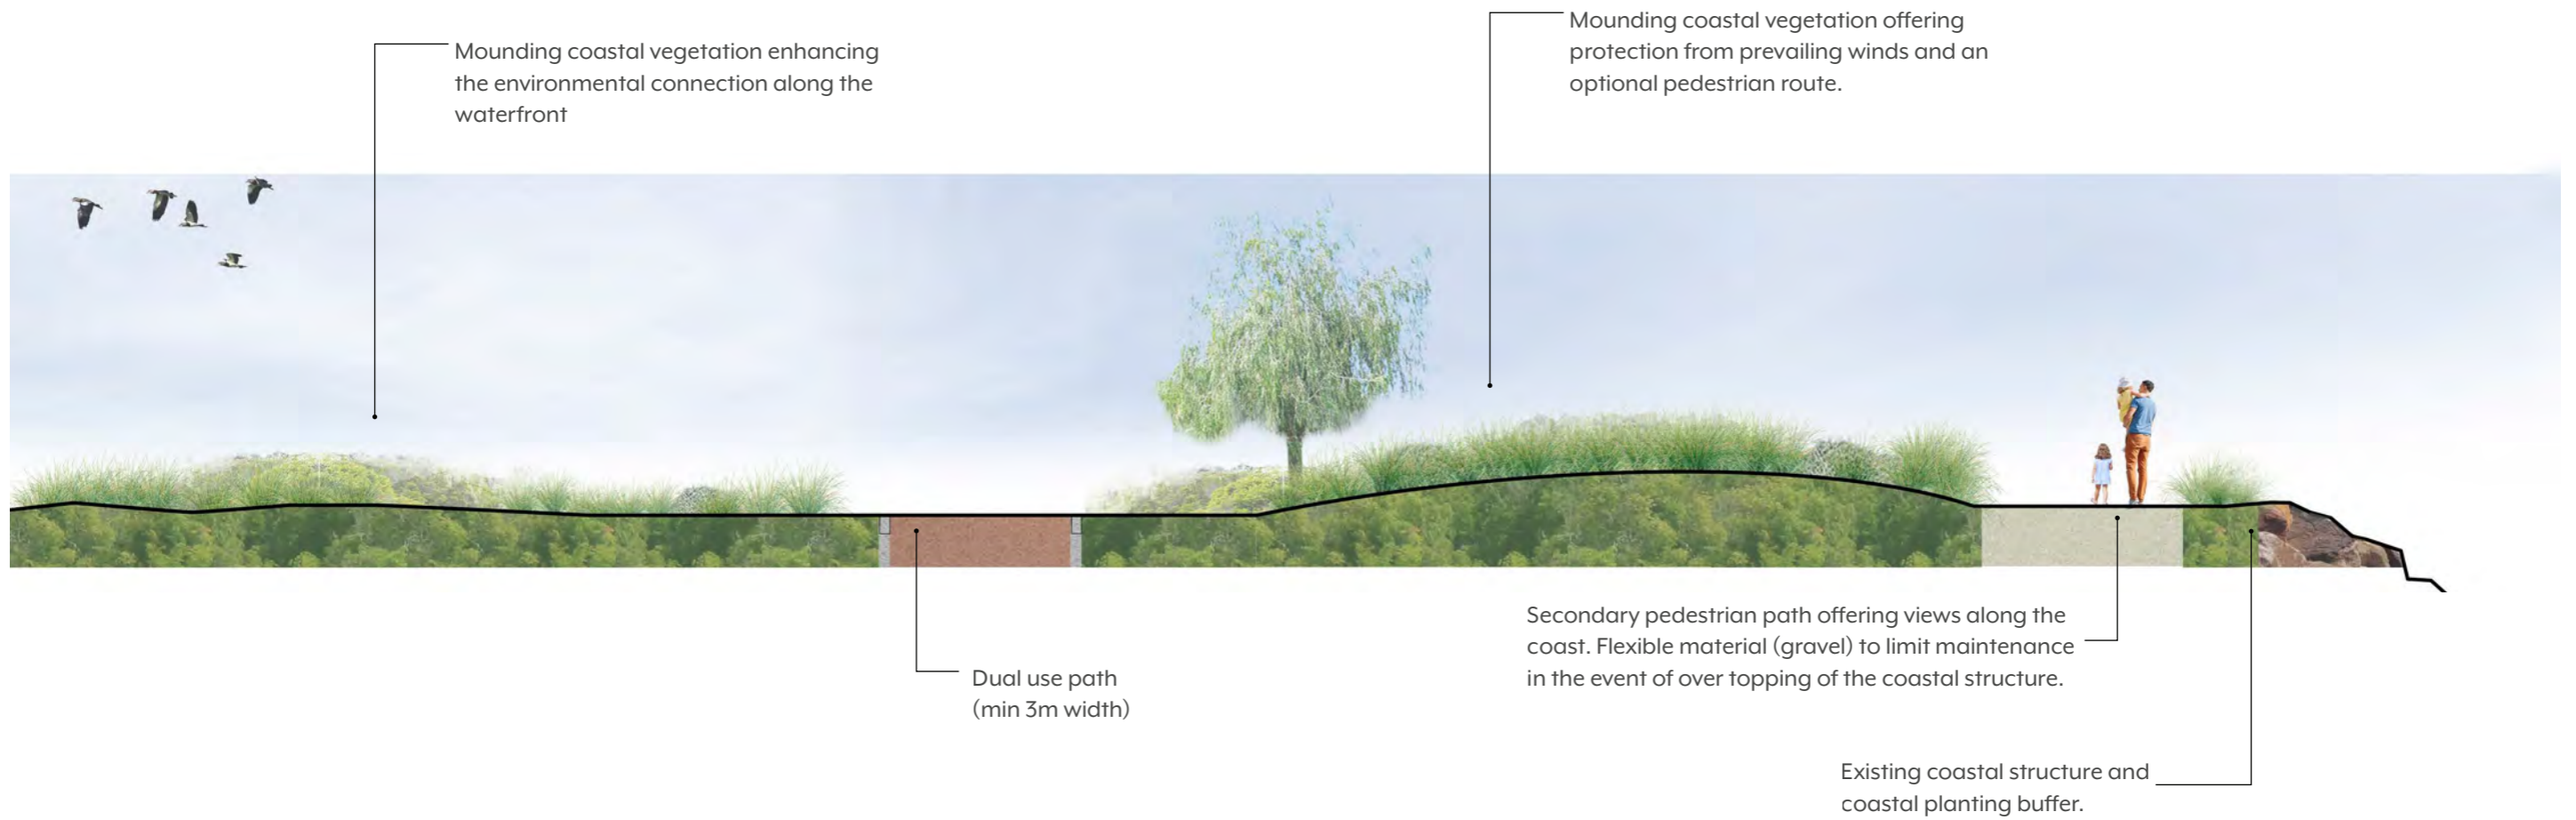 Mounding coastal vegetation enhancing
the environmental connection along the
waterfront
Mounding coastal vegetation offering
protection from prevailing winds and an
optional pedestrian route.
Secondary pedestrian path offering views along the
coast. Flexible material (gravel) to limit maintenance
in the event of over topping of the coastal structure.
Dual use path
(min 3m width)
Existing coastal structure and
coastal planting buffer.